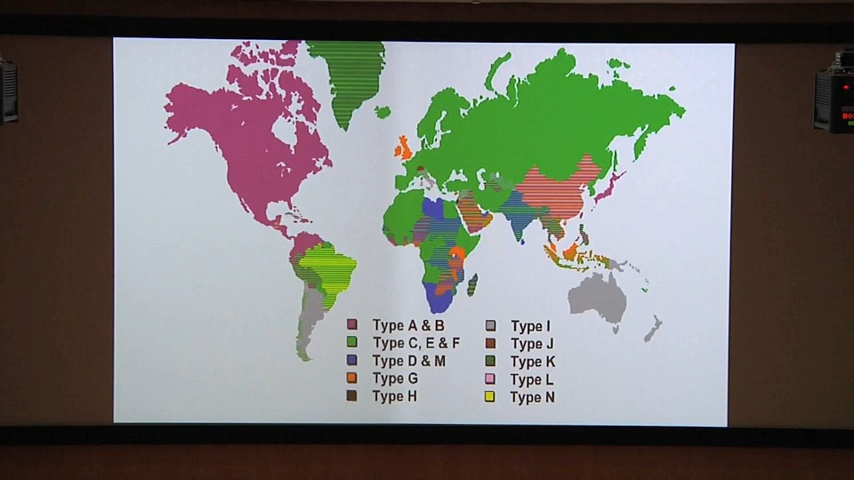 Type A & B
Type C, E & F
Type D & M
Type G
Type H
Type I
Type J
Type K
Type L
Type N